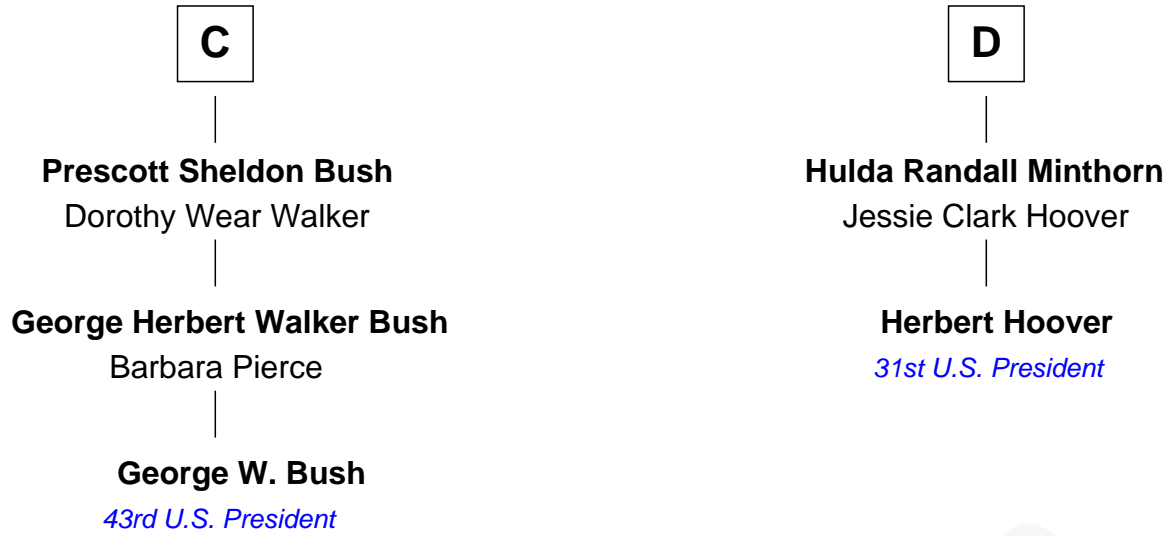 C
Prescott Sheldon Bush
Dorothy Wear Walker
George Herbert Walker Bush
Barbara Pierce
George W. Bush
43rd U.S. President
D
Hulda Randall Minthorn
Jessie Clark Hoover
Herbert Hoover
31st U.S. President